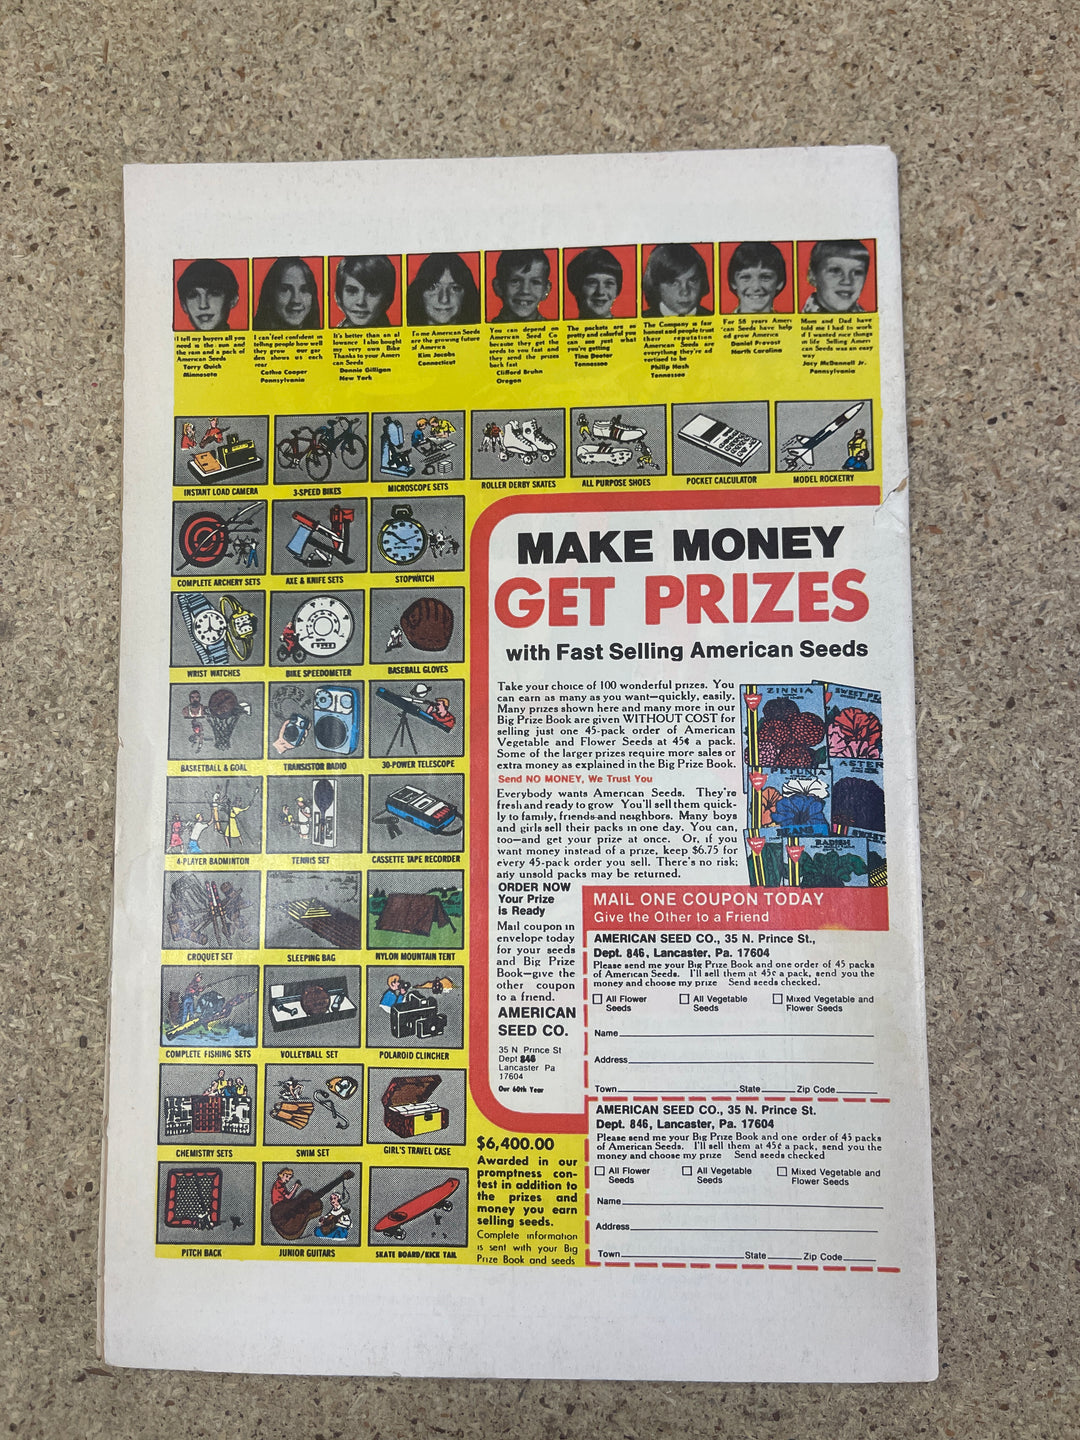 I tell my buyers all you
need is the sun and
the rain and a pack of
American Seeds
Terry Quick
Minnesota
I can feel confident in
telling people how well
they grow our gar
den shows us each
year
Cathie Cooper
Pennsylvania
It's better than an al
lowance I also bought
my very own Bike
Thanks to your Ameri
can Seeds
Donnie Gilligan
New York
To me American Seeds
are the growing future
of America
Kim Jacobs
Connecticut
You can depend on
American Seed Co
because they get the
seeds to you fast and
they send the prizes
back fast
Clifford Bruhn
Oregon
The packets are so
pretty and colorful you
can see just what
you're getting
Tina Deeter
Tennessee
The Company is fair
honest and people trust
their reputation
American Seeds are
everything they're ad
vertised to be
Philip Nash
Tennessee
For 58 years Ameri
can Seeds have help
ed grow America
Daniel Provost
North Carolina
Mom and Dad have
told me I had to work
if I wanted nice things
in life Selling Ameri
can Seeds was an easy
way
Jacy McDonnell Jr.
Pennsylvania
INSTANT LOAD CAMERA
3-SPEED BIKES
MICROSCOPE SETS
ROLLER DERBY SKATES
ALL PURPOSE SHOES
POCKET CALCULATOR
MODEL ROCKETRY
COMPLETE ARCHERY SETS
AXE & KNIFE SETS
STOPWATCH
WRIST WATCHES
BIKE SPEEDOMETER
BASEBALL GLOVES
BASKETBALL & GOAL
TRANSISTOR RADIO
30-POWER TELESCOPE
4-PLAYER BADMINTON
TENNIS SET
CASSETTE TAPE RECORDER
CROQUET SET
SLEEPING BAG
NYLON MOUNTAIN TENT
COMPLETE FISHING SETS
VOLLEYBALL SET
POLAROID CLINCHER
CHEMISTRY SETS
SWIM SET
GIRL'S TRAVEL CASE
PITCH BACK
JUNIOR GUITARS
SKATE BOARD/KICK TAIL
MAKE MONEY
GET PRIZES
with Fast Selling American Seeds
Take your choice of 100 wonderful prizes. You
can earn as many as you want—quickly, easily.
Many prizes shown here and many more in our
Big Prize Book are given WITHOUT COST for
selling just one 45-pack order of American
Vegetable and Flower Seeds at 45¢ a pack.
Some of the larger prizes require more sales or
extra money as explained in the Big Prize Book.
Send NO MONEY, We Trust You
Everybody wants American Seeds. They're
fresh and ready to grow You'll sell them quick-
ly to family, friends and neighbors. Many boys
and girls sell their packs in one day. You can,
too—and get your prize at once. Or, if you
want money instead of a prize, keep $6.75 for
every 45-pack order you sell. There's no risk;
any unsold packs may be returned.
ZINNIA
SWEET PE
ASTER
PETUNIA
BEANS
RADISH
SWEET
ORDER NOW
Your Prize
is Ready
Mail coupon in
envelope today
for your seeds
and Big Prize
Book—give the
other coupon
to a friend.
AMERICAN
SEED CO.
35 N Prince St
Dept 846
Lancaster Pa
17604
Our 60th Year
$6,400.00
Awarded in our
promptness con-
test in addition to
the prizes and
money you earn
selling seeds.
Complete information
is sent with your Big
Prize Book and seeds
MAIL ONE COUPON TODAY
Give the Other to a Friend
AMERICAN SEED CO., 35 N. Prince St.,
Dept. 846, Lancaster, Pa. 17604
Please send me your Big Prize Book and one order of 45 packs
of American Seeds. I'll sell them at 45¢ a pack, send you the
money and choose my prize Send seeds checked.
All Flower Seeds
All Vegetable Seeds
Mixed Vegetable and Flower Seeds
Name
Address
Town State Zip Code
AMERICAN SEED CO., 35 N. Prince St.
Dept. 846, Lancaster, Pa. 17604
Please send me your Big Prize Book and one order of 45 packs
of American Seeds. I'll sell them at 45¢ a pack, send you the
money and choose my prize Send seeds checked
All Flower Seeds
All Vegetable Seeds
Mixed Vegetable and Flower Seeds
Name
Address
Town State Zip Code